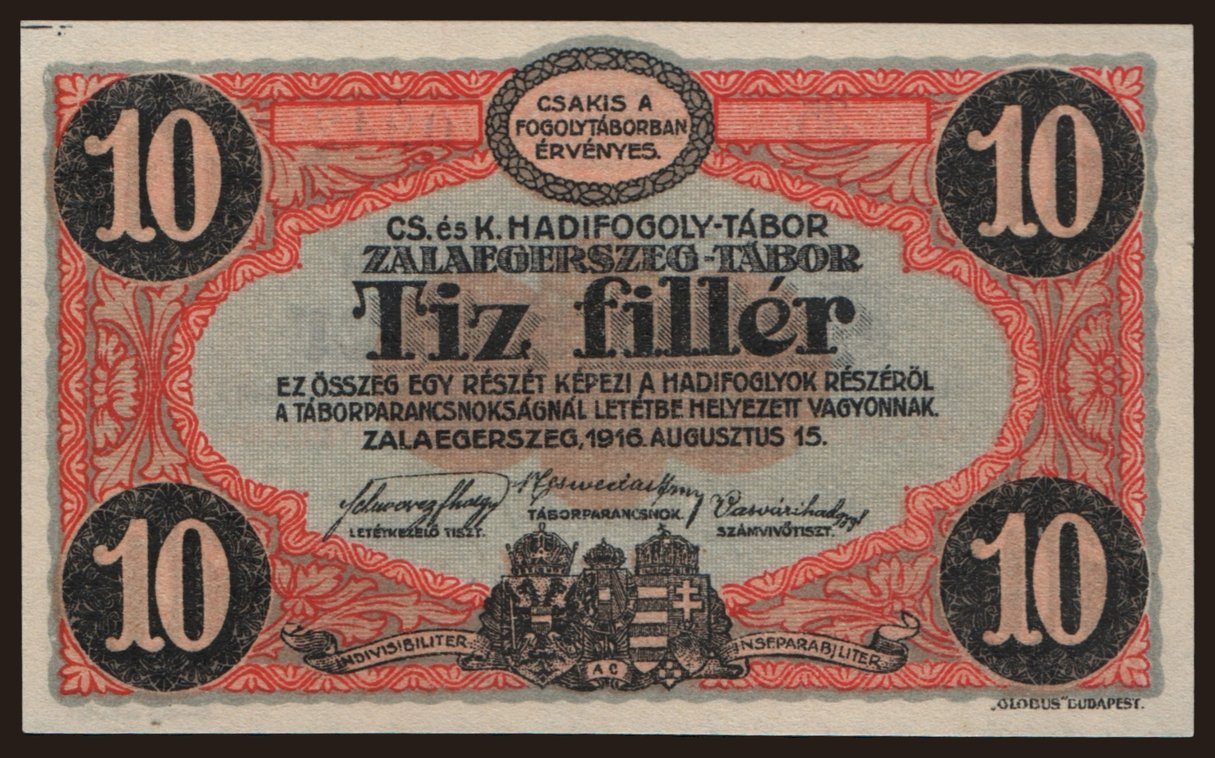 10
10
CSAKIS A
FOGOLYTÁBORBAN
ÉRVÉNYES.
CS. és K. HADIFOGOLY-TÁBOR
ZALAEGERSZEG-TÁBOR
Tiz fillér
EZ ÖSSZEG EGY RÉSZÉT KÉPEZI A HADIFOGLYOK RÉSZÉRŐL
A TÁBORPARANCSNOKSÁGNÁL LETÉTBE HELYEZETT VAGYONNAK.
ZALAEGERSZEG, 1916. AUGUSZTUS 15.
LETÉTKEZELŐ TISZT.
TÁBORPARANCSNOK.
SZÁMVIVŐTISZT.
10
10
INDIVISIBILITER
AC
INSEPARABILITER
„GLOBUS" BUDAPEST.